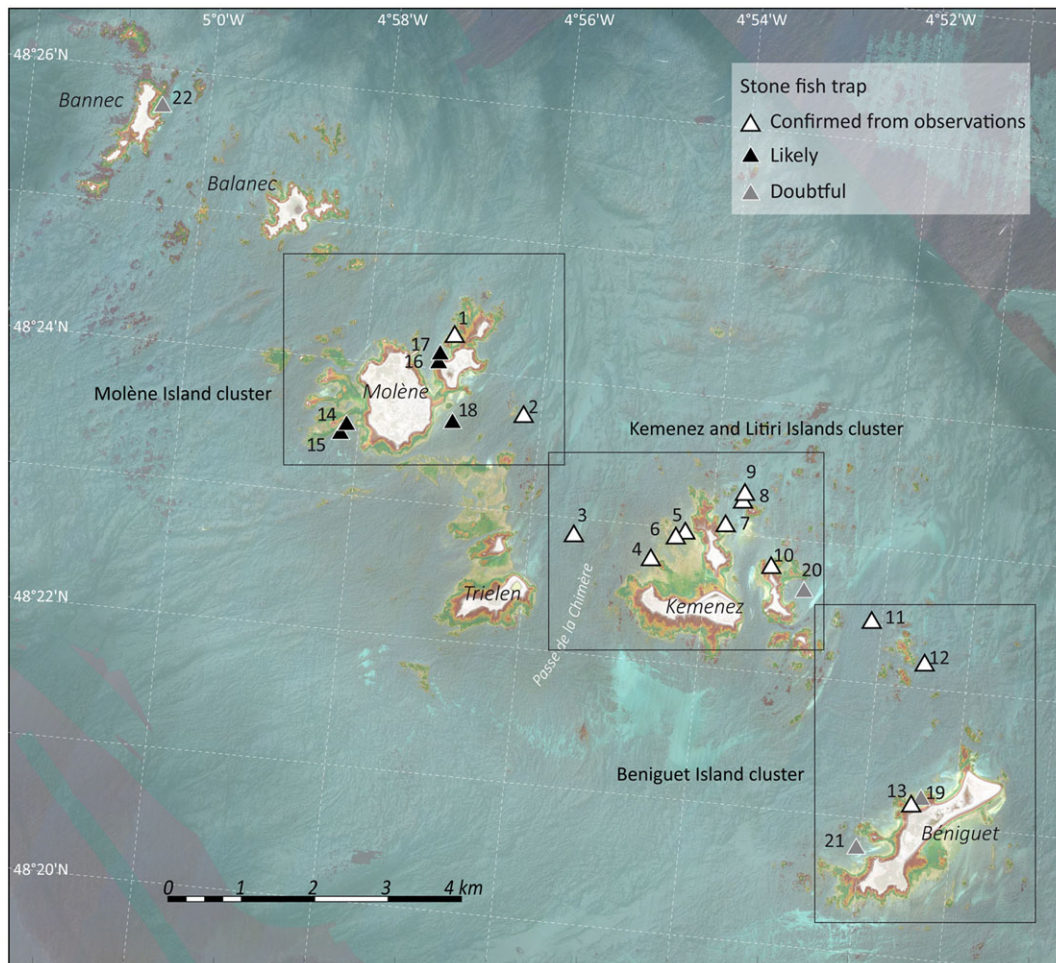 5°0'W
4°58'W
4°56'W
4°54'W
4°52'W
48°26'N
Bannec
22
Stone fish trap
Confirmed from observations
Likely
Doubtful
Balanec
48°24'N
1
17
16
Molène Island cluster
Molène
14
15
18
2
Kemenez and Litiri Islands cluster
9
8
3
5
6
7
4
10
20
48°22'N
Trielen
Passe de la Chimère
Kemenez
11
12
Beniguet Island cluster
13
19
21
Béniguet
48°20'N
0 1 2 3 4 km